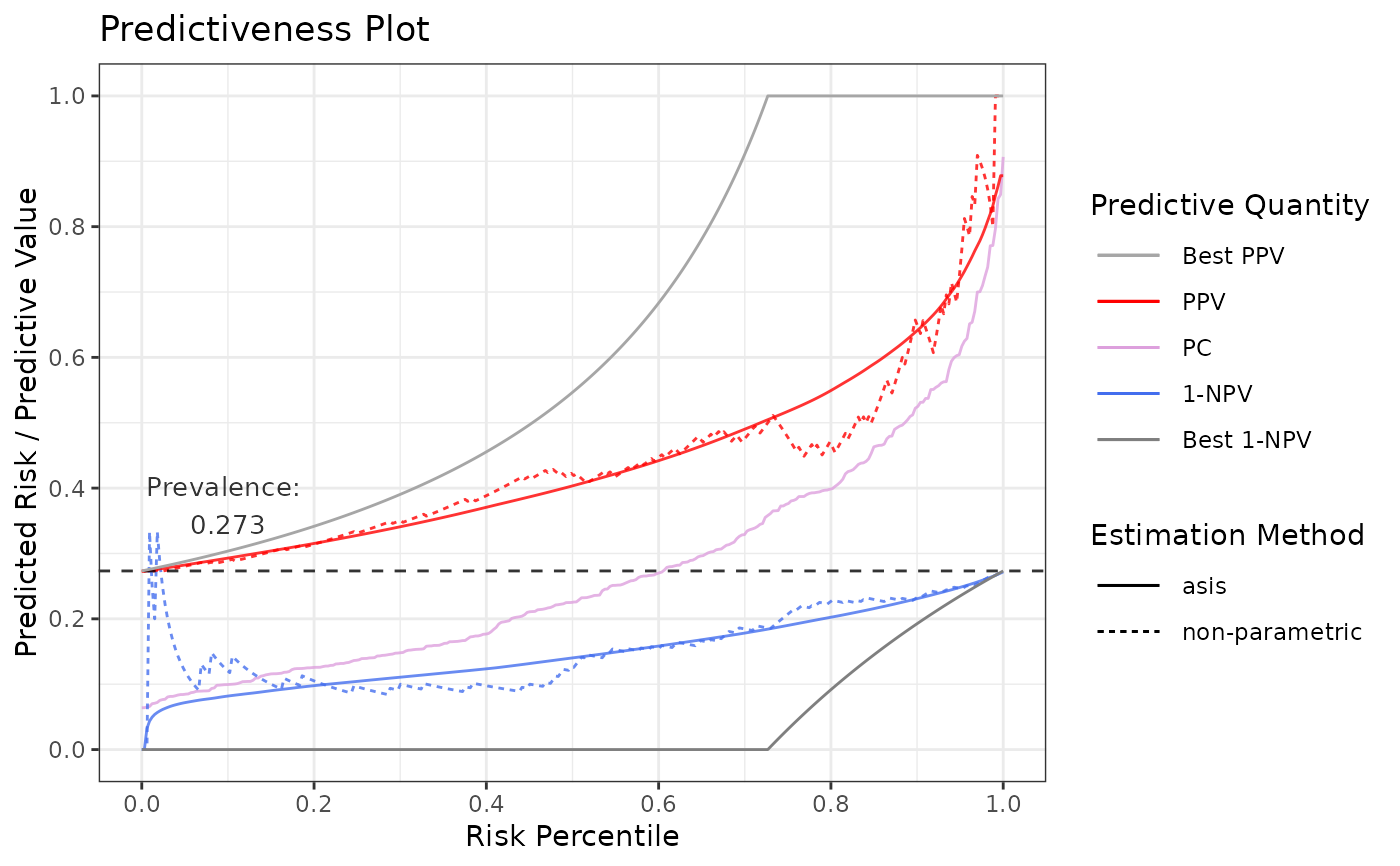 Predictiveness Plot
Predicted Risk / Predictive Value
1.0
0.8
0.6
0.4
0.2
0.0
Prevalence:
0.273
0.0 0.2 0.4 0.6 0.8 1.0
Risk Percentile
Predictive Quantity
Best PPV
PPV
PC
1-NPV
Best 1-NPV
Estimation Method
asis
non-parametric